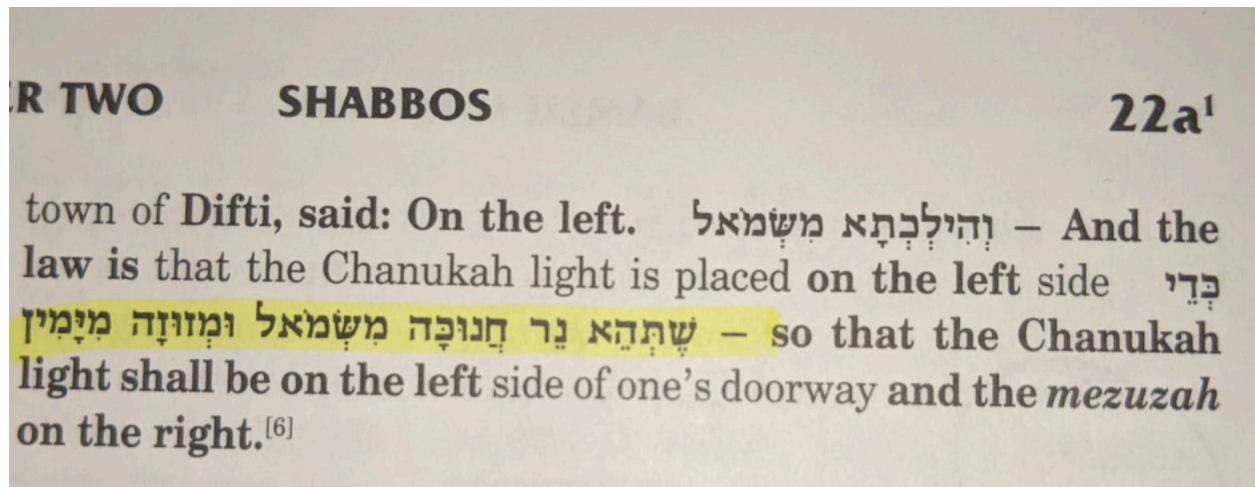 ER TWO SHABBOS 22a¹
town of Difti, said: On the left. וְהִילְכְתָא מִשְּׂמֹאל – And the
law is that the Chanukah light is placed on the left side כְּדֵי
שֶׁתְּהֵא נֵר חֲנוּכָּה מִשְּׂמֹאל וּמְזוּזָה מִיָּמִין – so that the Chanukah
light shall be on the left side of one's doorway and the mezuzah
on the right.[6]